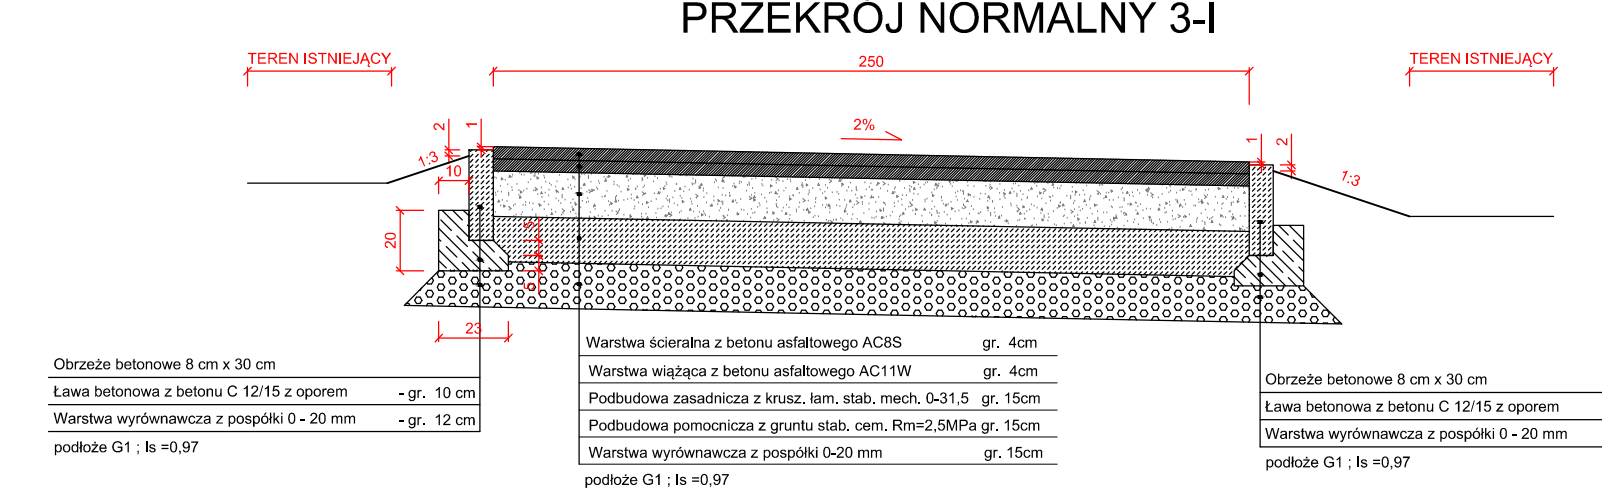 PRZEKRÓJ NORMALNY 3-I
TEREN ISTNIEJĄCY
250
TEREN ISTNIEJĄCY
2
1
2%
1
2
1:3
10
1:3
20
5
5
23
Warstwa ścieralna z betonu asfaltowego AC8S gr. 4cm
Warstwa wiążąca z betonu asfaltowego AC11W gr. 4cm
Podbudowa zasadnicza z krusz. łam. stab. mech. 0-31,5 gr. 15cm
Podbudowa pomocnicza z gruntu stab. cem. Rm=2,5MPa gr. 15cm
Warstwa wyrównawcza z pospółki 0-20 mm gr. 15cm
podłoże G1 ; Is =0,97
Obrzeże betonowe 8 cm x 30 cm
Ława betonowa z betonu C 12/15 z oporem - gr. 10 cm
Warstwa wyrównawcza z pospółki 0 - 20 mm - gr. 12 cm
podłoże G1 ; Is =0,97
Obrzeże betonowe 8 cm x 30 cm
Ława betonowa z betonu C 12/15 z oporem
Warstwa wyrównawcza z pospółki 0 - 20 mm
podłoże G1 ; Is =0,97